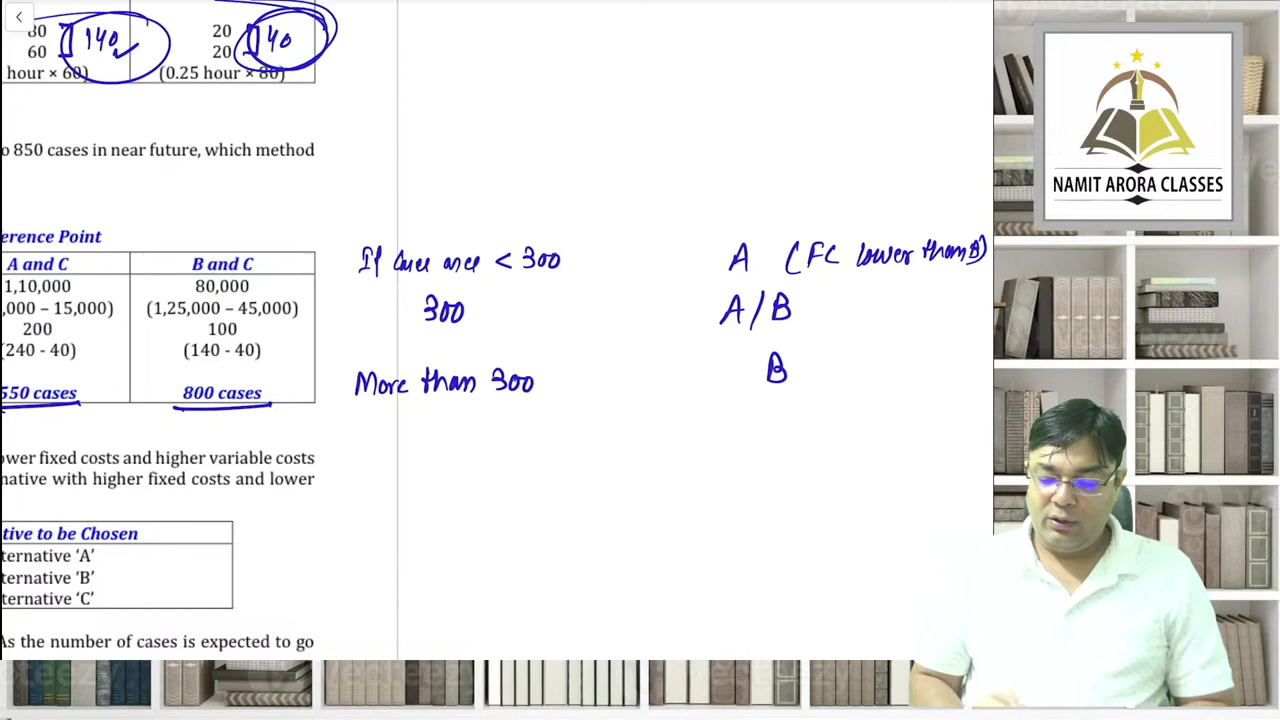 80
60
140
hour × 60)
20
20
40
(0.25 hour × 80)
o 850 cases in near future, which method
erence Point
A and C B and C
1,10,000 80,000
,000 – 15,000) (1,25,000 – 45,000)
200 100
(240 - 40) (140 - 40)
550 cases 800 cases
ower fixed costs and higher variable costs
native with higher fixed costs and lower
tive to be Chosen
ternative ‘A’
ternative ‘B’
ternative ‘C’
As the number of cases is expected to go
If cases are < 300 A (FC lower than B)
300 A/B
More than 300 B
NAMIT ARORA CLASSES